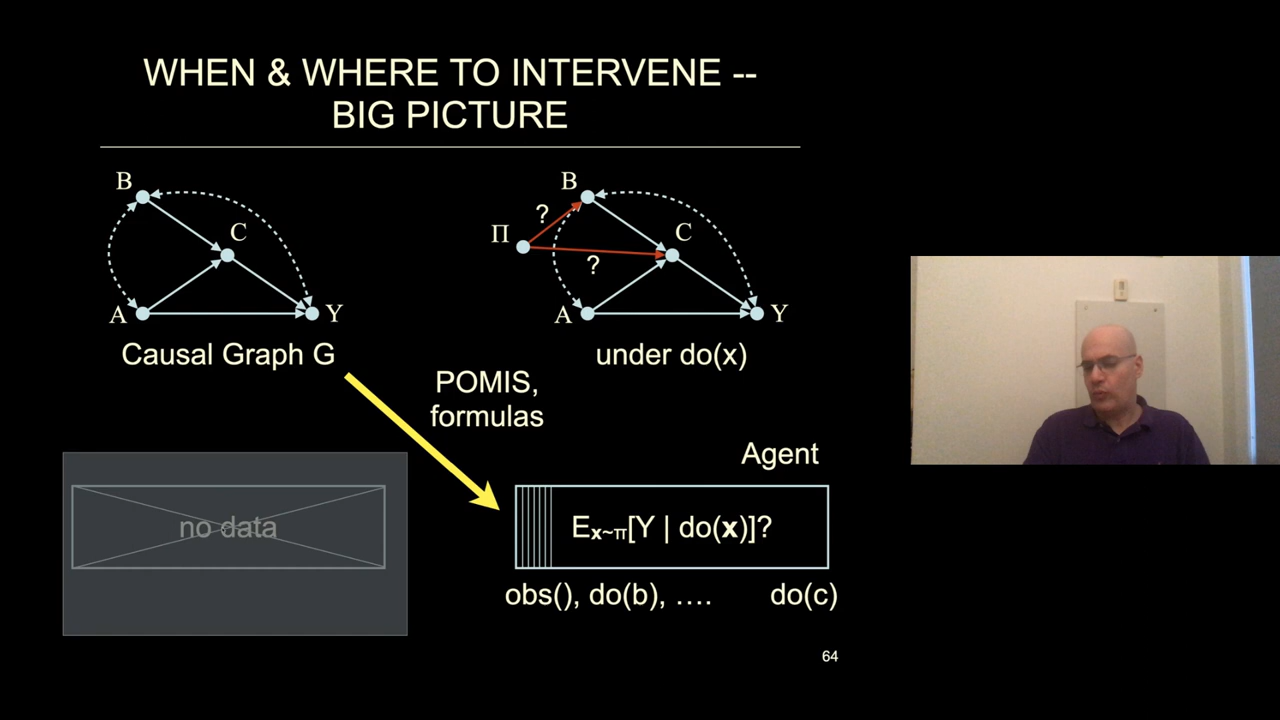 WHEN & WHERE TO INTERVENE --
BIG PICTURE
B
C
A
Y
Causal Graph G
B
Π
?
C
?
A
Y
under do(x)
POMIS,
formulas
no data
Agent
Ex~π[Y | do(x)]?
obs(), do(b), …. do(c)
64